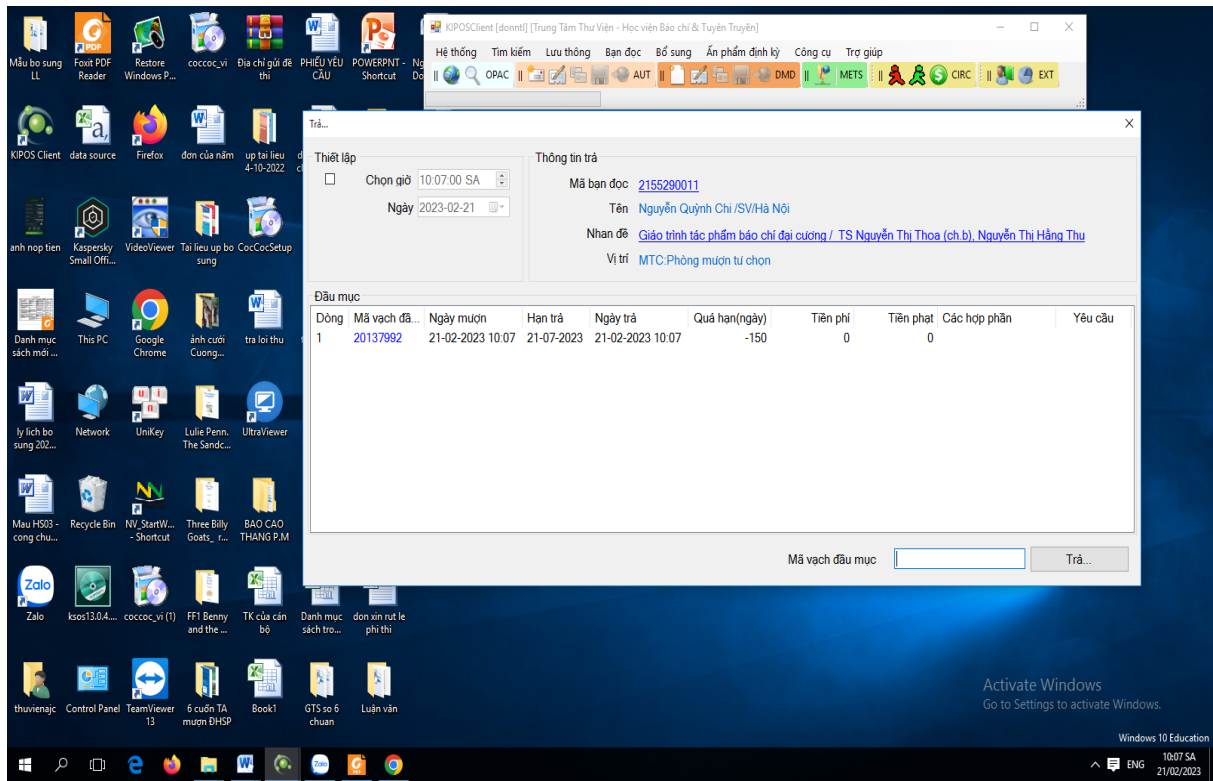 KIPOSClient [donntl] [Trung Tâm Thư Viện - Học viện Báo chí & Tuyên Truyền]
Hệ thống Tìm kiếm Lưu thông Bạn đọc Bổ sung Ấn phẩm định kỳ Công cụ Trợ giúp
OPAC AUT DMD METS CIRC EXT
Mẫu bo sung LL
Foxit PDF Reader
Restore Windows P...
coccoc_vi
Địa chỉ gửi đề thi
PHIẾU YÊU CẦU
POWERPNT - Shortcut
KIPOS Client
data source
Firefox
đơn của năm
up tai lieu 4-10-2022
anh nop tien
Kaspersky Small Offi...
VideoViewer
Tai lieu up bo sung
CocCocSetup
Danh mục sách mới ...
This PC
Google Chrome
ảnh cưới Cuong...
tra loi thu
ly lich bo sung 202...
Network
UniKey
Lulie Penn. The Sandc...
UltraViewer
Mau HS03 - cong chu...
Recycle Bin
NV_StartW... - Shortcut
Three Billy Goats_ r...
BAO CAO THANG P.M
Zalo
ksos13.0.4....
coccoc_vi (1)
FF1 Benny and the ...
TK của cán bộ
Danh mục sách tro...
don xin rut le phi thi
thuvienajc
Control Panel
TeamViewer 13
6 cuốn TA mượn ĐHSP
Book1
GTS so 6 chuan
Luận văn
Trả...
Thiết lập
Chọn giờ 10:07:00 SA
Ngày 2023-02-21
Thông tin trả
Mã bạn đọc 2155290011
Tên Nguyễn Quỳnh Chi /SV/Hà Nội
Nhan đề Giáo trình tác phẩm báo chí đại cương / TS Nguyễn Thị Thoa (ch.b), Nguyễn Thị Hằng Thu
Vị trí MTC:Phòng mượn tư chọn
Đầu mục
Dòng Mã vạch đầ... Ngày mượn Hạn trả Ngày trả Quá hạn(ngày) Tiền phí Tiền phạt Các hợp phần Yêu cầu
1 20137992 21-02-2023 10:07 21-07-2023 21-02-2023 10:07 -150 0 0
Mã vạch đầu mục Trả...
Activate Windows
Go to Settings to activate Windows.
Windows 10 Education
ENG 10:07 SA
21/02/2023